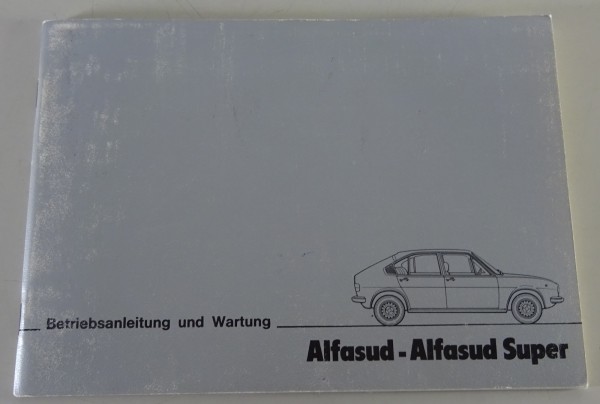 Betriebsanleitung und Wartung
Alfasud - Alfasud Super